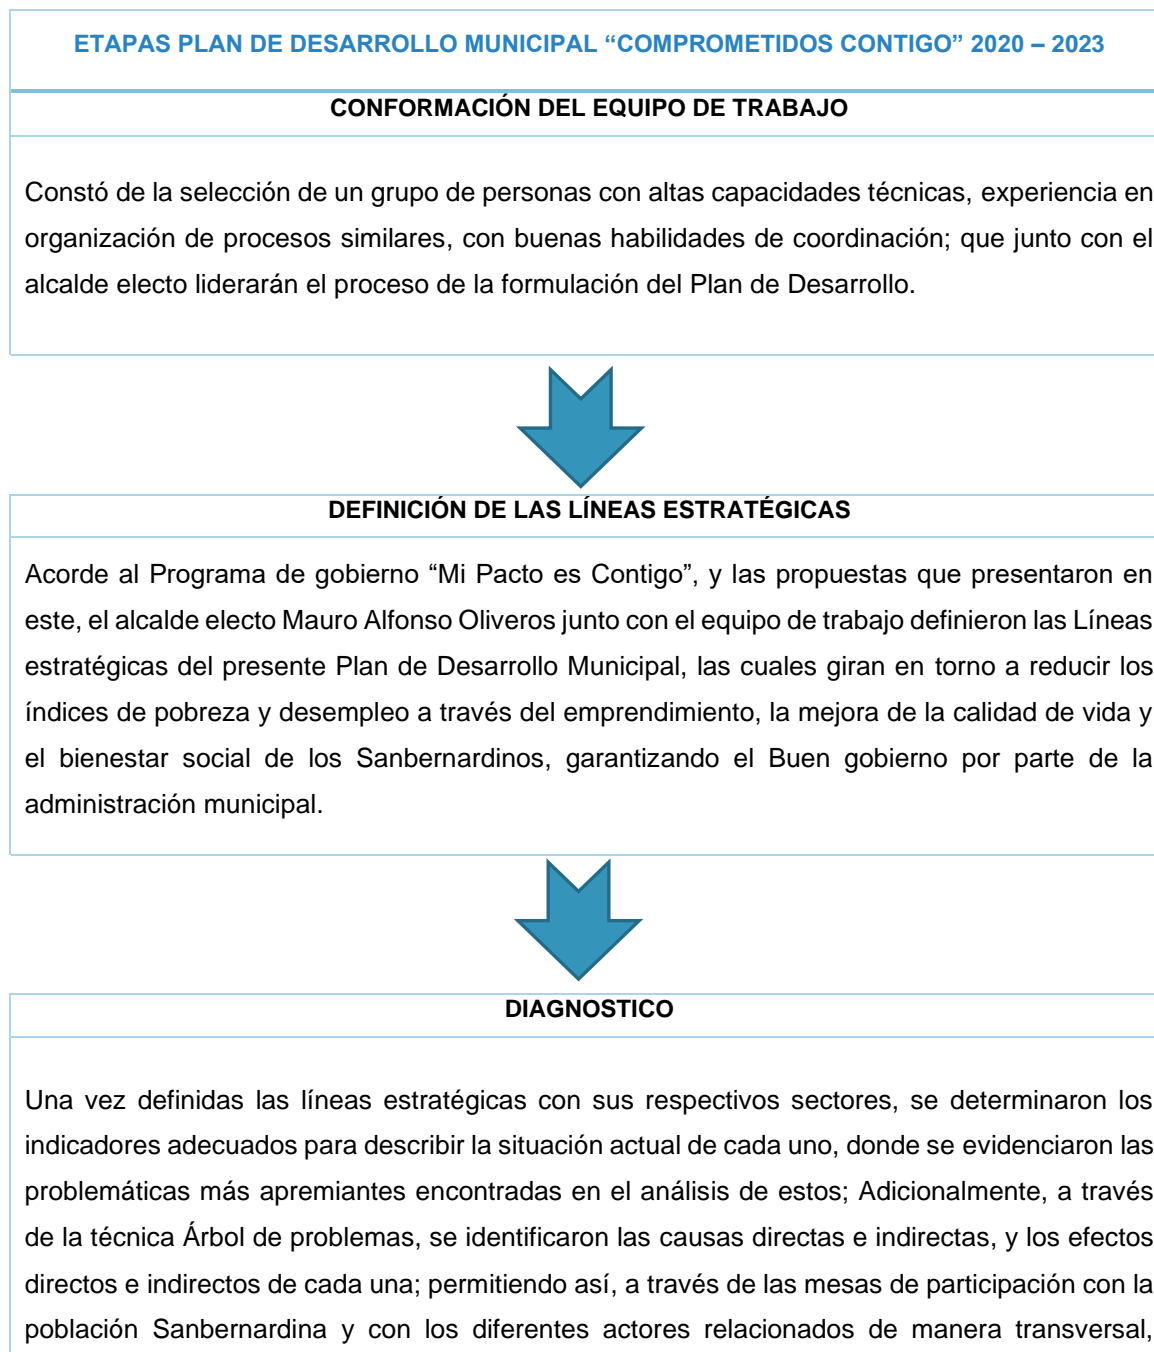 ETAPAS PLAN DE DESARROLLO MUNICIPAL “COMPROMETIDOS CONTIGO” 2020 – 2023
CONFORMACIÓN DEL EQUIPO DE TRABAJO
Constó de la selección de un grupo de personas con altas capacidades técnicas, experiencia en
organización de procesos similares, con buenas habilidades de coordinación; que junto con el
alcalde electo liderarán el proceso de la formulación del Plan de Desarrollo.
DEFINICIÓN DE LAS LÍNEAS ESTRATÉGICAS
Acorde al Programa de gobierno “Mi Pacto es Contigo”, y las propuestas que presentaron en
este, el alcalde electo Mauro Alfonso Oliveros junto con el equipo de trabajo definieron las Líneas
estratégicas del presente Plan de Desarrollo Municipal, las cuales giran en torno a reducir los
índices de pobreza y desempleo a través del emprendimiento, la mejora de la calidad de vida y
el bienestar social de los Sanbernardinos, garantizando el Buen gobierno por parte de la
administración municipal.
DIAGNOSTICO
Una vez definidas las líneas estratégicas con sus respectivos sectores, se determinaron los
indicadores adecuados para describir la situación actual de cada uno, donde se evidenciaron las
problemáticas más apremiantes encontradas en el análisis de estos; Adicionalmente, a través
de la técnica Árbol de problemas, se identificaron las causas directas e indirectas, y los efectos
directos e indirectos de cada una; permitiendo así, a través de las mesas de participación con la
población Sanbernardina y con los diferentes actores relacionados de manera transversal,